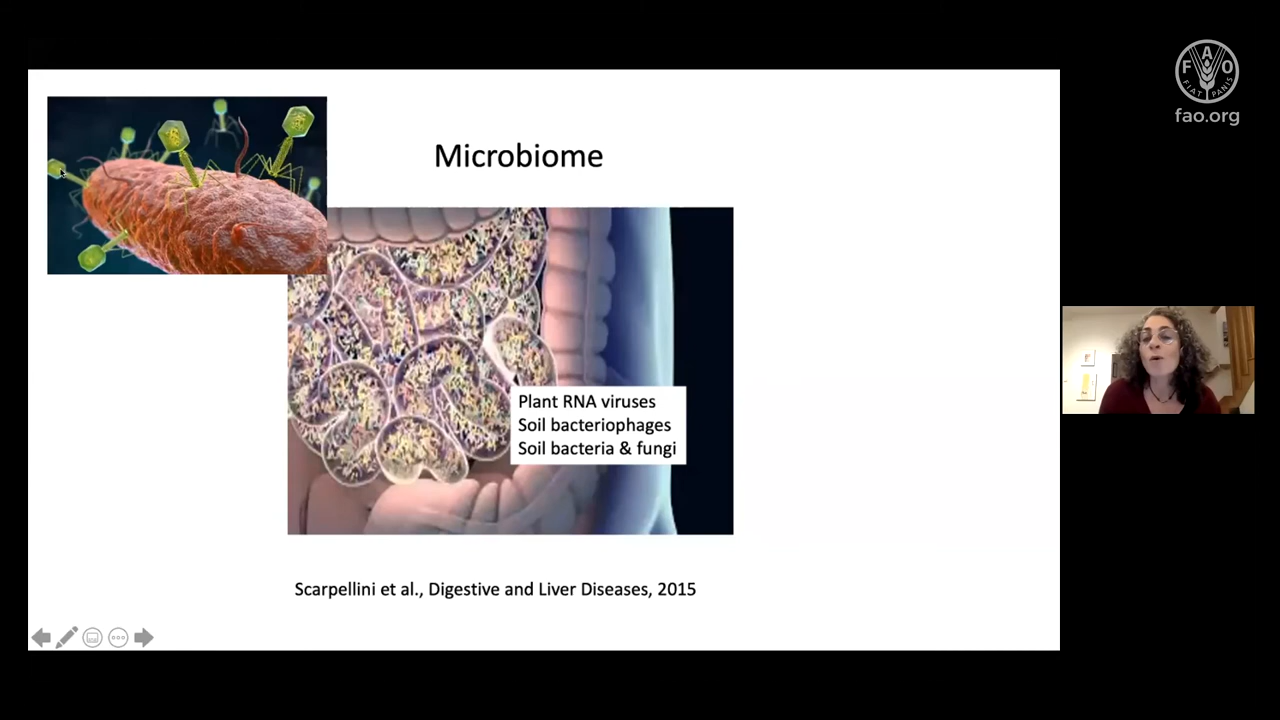 FAO
FIAT PANIS
fao.org
Microbiome
Plant RNA viruses
Soil bacteriophages
Soil bacteria & fungi
Scarpellini et al., Digestive and Liver Diseases, 2015